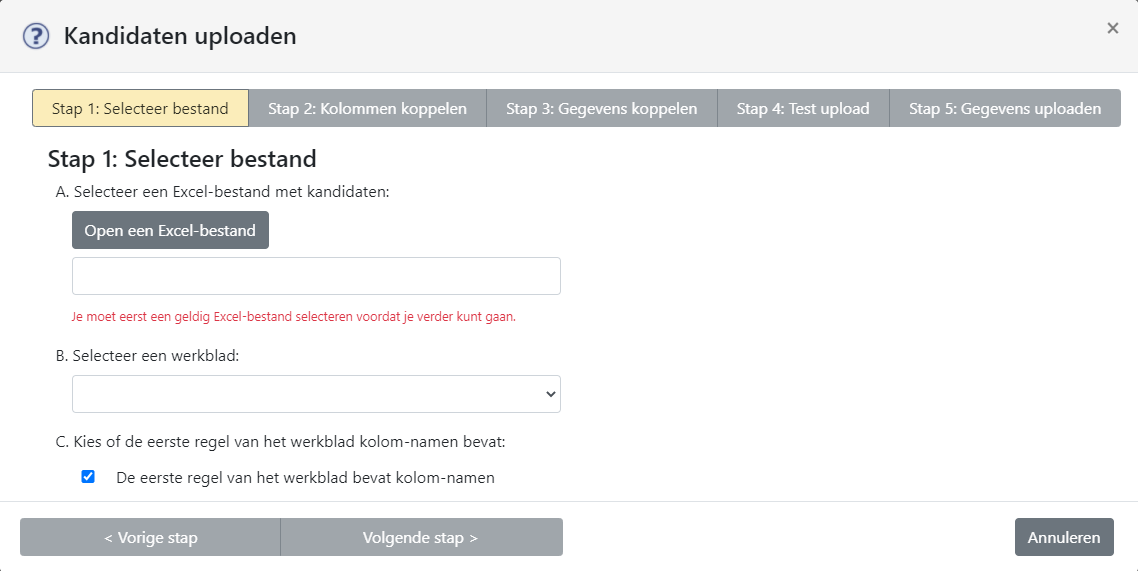 Kandidaten uploaden
×
Stap 1: Selecteer bestand
Stap 2: Kolommen koppelen
Stap 3: Gegevens koppelen
Stap 4: Test upload
Stap 5: Gegevens uploaden
Stap 1: Selecteer bestand
A. Selecteer een Excel-bestand met kandidaten:
Open een Excel-bestand
Je moet eerst een geldig Excel-bestand selecteren voordat je verder kunt gaan.
B. Selecteer een werkblad:
C. Kies of de eerste regel van het werkblad kolom-namen bevat:
De eerste regel van het werkblad bevat kolom-namen
< Vorige stap
Volgende stap >
Annuleren